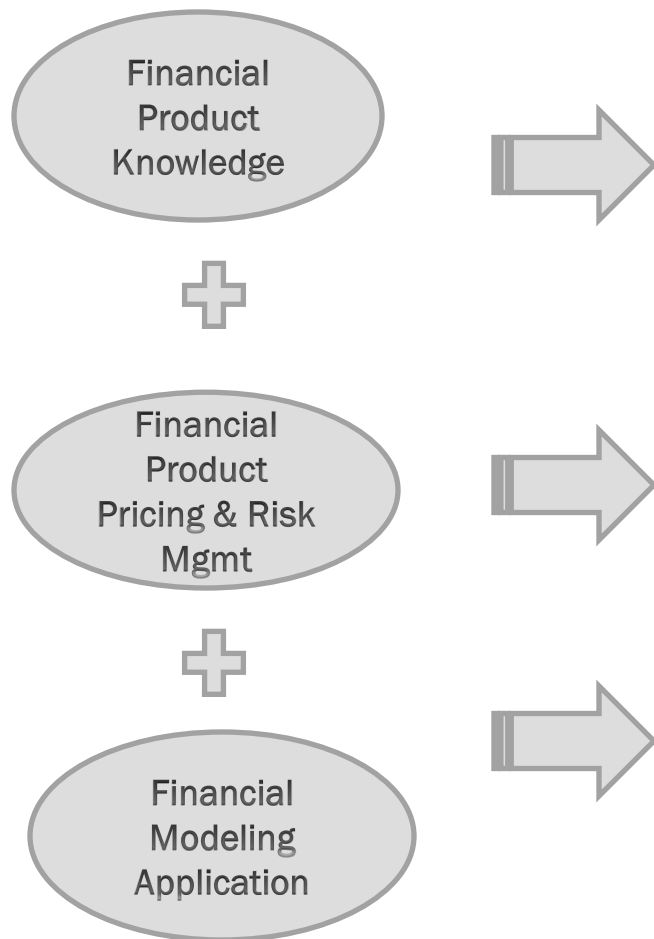 Financial
Product
Knowledge
Financial
Product
Pricing & Risk
Mgmt
Financial
Modeling
Application